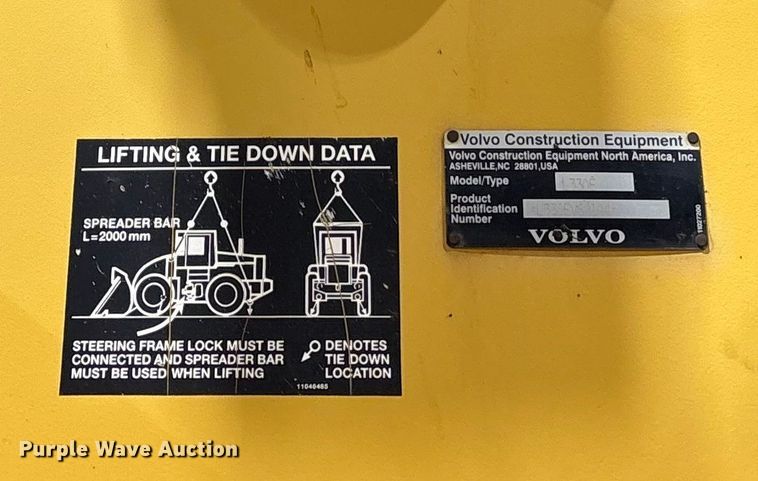 LIFTING & TIE DOWN DATA
SPREADER BAR
L=2000mm
STEERING FRAME LOCK MUST BE
CONNECTED AND SPREADER BAR
MUST BE USED WHEN LIFTING
DENOTES
TIE DOWN
LOCATION
11040485
Volvo Construction Equipment
Volvo Construction Equipment North America, Inc.
ASHEVILLE,NC 28801,USA
Model/Type
Product
Identification
Number
VOLVO
11027200
Purple Wave Auction